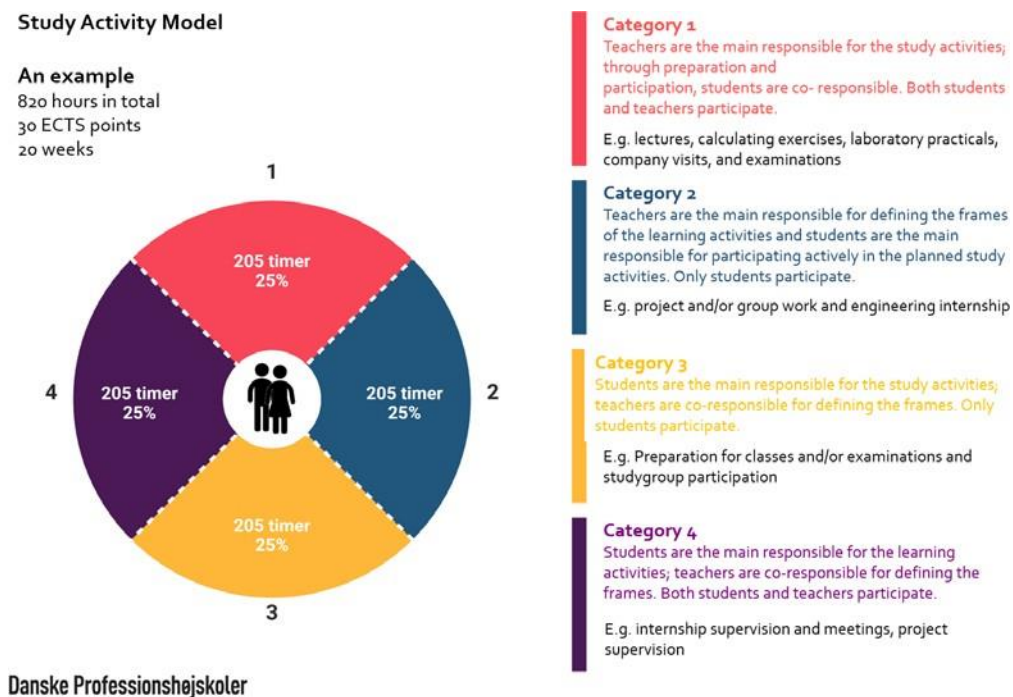 Study Activity Model
An example
820 hours in total
30 ECTS points
20 weeks
1
205 timer
25%
4
205 timer
25%
205 timer
25%
2
205 timer
25%
3
Danske Professionshøjskoler
Category 1
Teachers are the main responsible for the study activities;
through preparation and
participation, students are co- responsible. Both students
and teachers participate.
E.g. lectures, calculating exercises, laboratory practicals,
company visits, and examinations
Category 2
Teachers are the main responsible for defining the frames
of the learning activities and students are the main
responsible for participating actively in the planned study
activities. Only students participate.
E.g. project and/or group work and engineering internship
Category 3
Students are the main responsible for the study activities;
teachers are co-responsible for defining the frames. Only
students participate.
E.g. Preparation for classes and/or examinations and
studygroup participation
Category 4
Students are the main responsible for the learning
activities; teachers are co-responsible for defining the
frames. Both students and teachers participate.
E.g. internship supervision and meetings, project
supervision